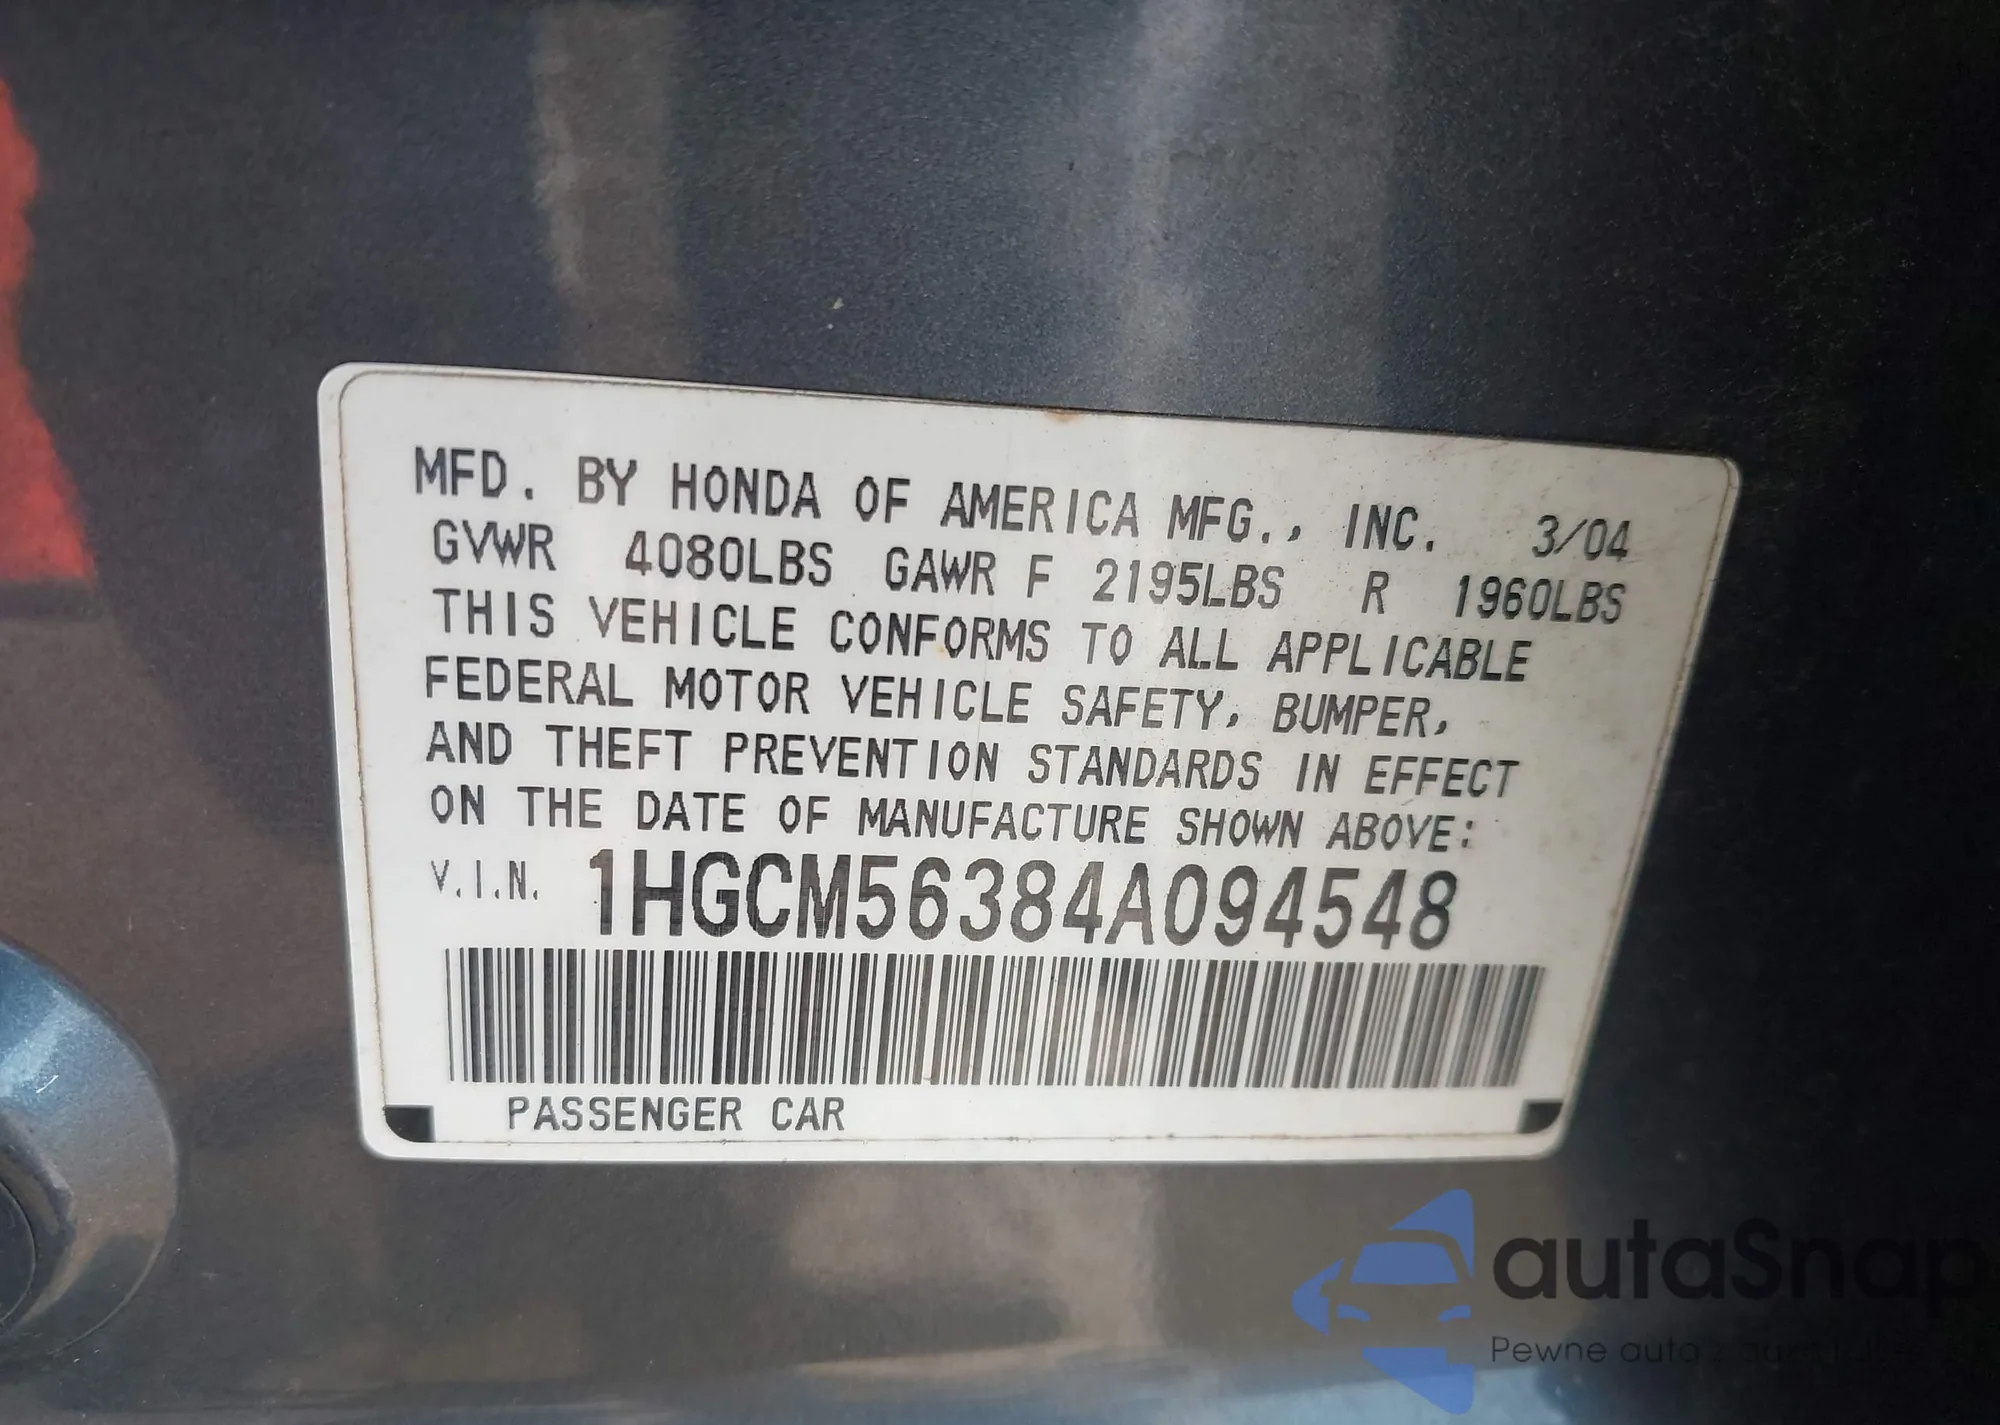 MFD. BY HONDA OF AMERICA MFG., INC. 3/04
GVWR 4080LBS GAWR F 2195LBS R 1960LBS
THIS VEHICLE CONFORMS TO ALL APPLICABLE
FEDERAL MOTOR VEHICLE SAFETY, BUMPER,
AND THEFT PREVENTION STANDARDS IN EFFECT
ON THE DATE OF MANUFACTURE SHOWN ABOVE:
V.I.N. 1HGCM56384A094548
PASSENGER CAR
autaSnap
Pewne auta z